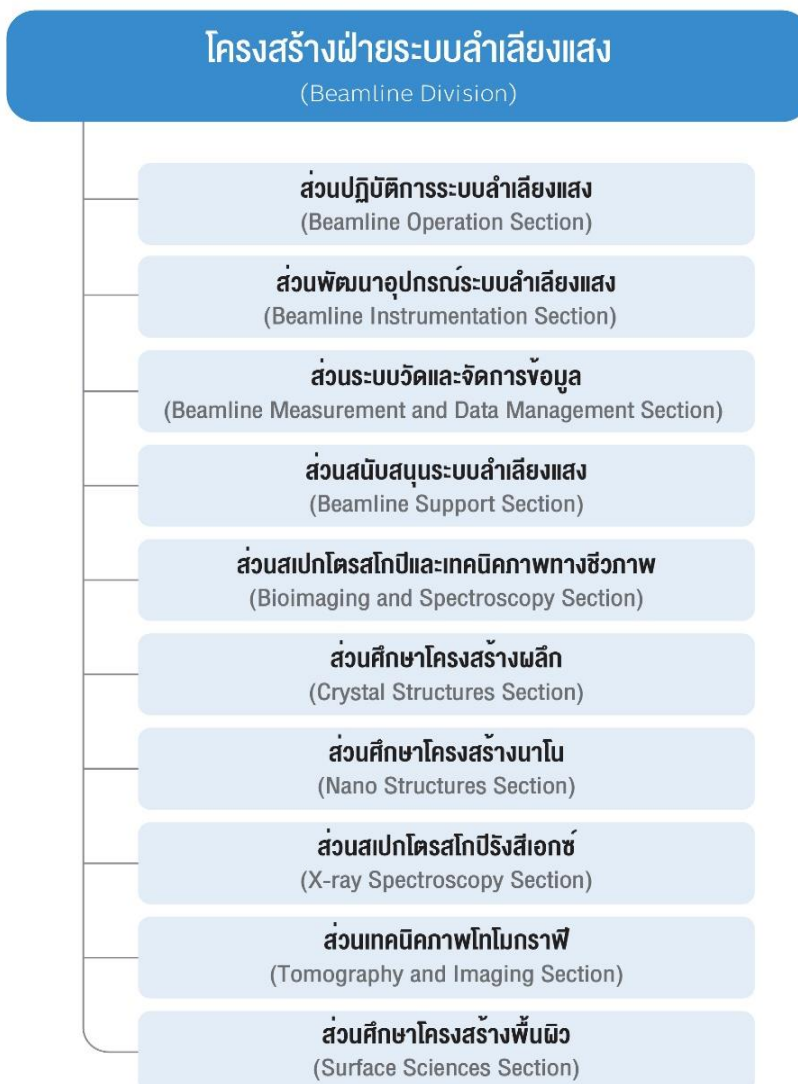 โครงสร้างฝ่ายระบบลำเลียงแสง
(Beamline Division)
ส่วนปฏิบัติการระบบลำเลียงแสง
(Beamline Operation Section)
ส่วนพัฒนาอุปกรณ์ระบบลำเลียงแสง
(Beamline Instrumentation Section)
ส่วนระบบวัดและจัดการข้อมูล
(Beamline Measurement and Data Management Section)
ส่วนสนับสนุนระบบลำเลียงแสง
(Beamline Support Section)
ส่วนสเปกโตรสโกปีและเทคนิคภาพทางชีวภาพ
(Bioimaging and Spectroscopy Section)
ส่วนศึกษาโครงสร้างผลึก
(Crystal Structures Section)
ส่วนศึกษาโครงสร้างนาโน
(Nano Structures Section)
ส่วนสเปกโตรสโกปีรังสีเอกซ์
(X-ray Spectroscopy Section)
ส่วนเทคนิคภาพโทโมกราฟี
(Tomography and Imaging Section)
ส่วนศึกษาโครงสร้างพื้นผิว
(Surface Sciences Section)